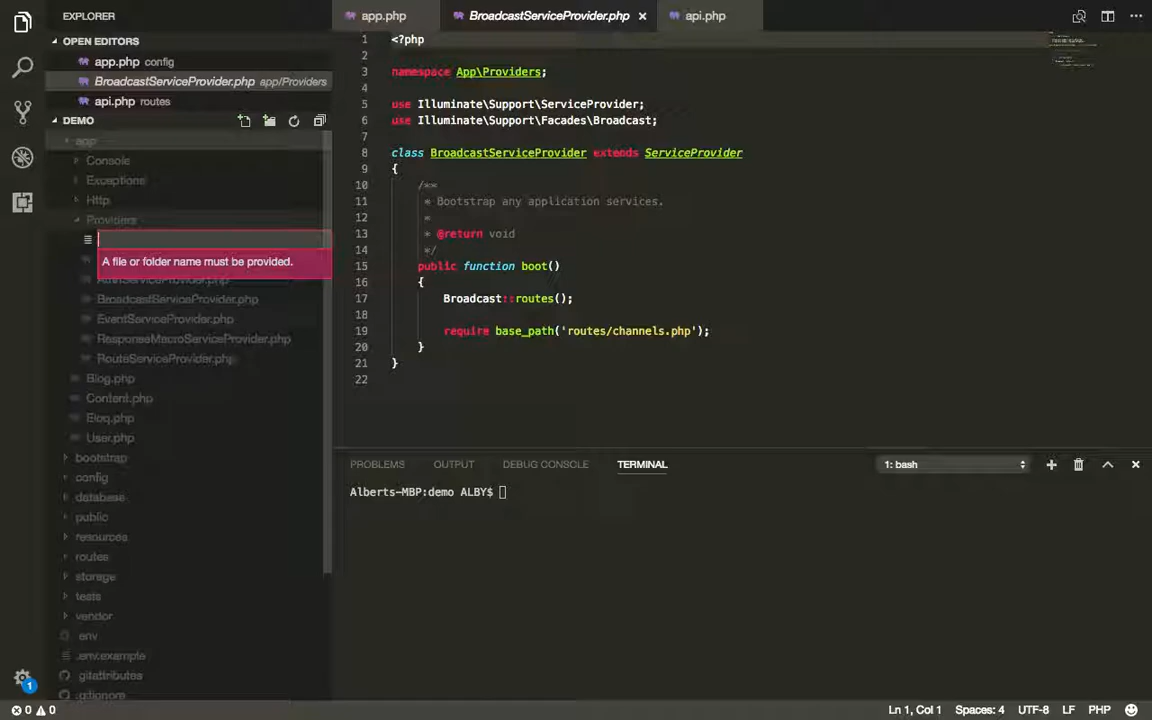 EXPLORER
OPEN EDITORS
app.php config
BroadcastServiceProvider.php app/Providers
api.php routes
DEMO
app
Console
Exceptions
Http
Providers
A file or folder name must be provided.
BroadcastServiceProvider.php
EventServiceProvider.php
ResponseMacroServiceProvider.php
RouteServiceProvider.php
Blog.php
Content.php
Eloq.php
User.php
bootstrap
config
database
public
resources
routes
storage
tests
vendor
.env
.env.example
.gitattributes
.gitignore
1
app.php
BroadcastServiceProvider.php
api.php
1 <?php
2
3 namespace App\Providers;
4
5 use Illuminate\Support\ServiceProvider;
6 use Illuminate\Support\Facades\Broadcast;
7
8 class BroadcastServiceProvider extends ServiceProvider
9 {
10 /**
11 * Bootstrap any application services.
12 *
13 * @return void
14 */
15 public function boot()
16 {
17 Broadcast::routes();
18
19 require base_path('routes/channels.php');
20 }
21 }
22
PROBLEMS OUTPUT DEBUG CONSOLE TERMINAL 1: bash
Alberts-MBP:demo ALBY$
0 0 Ln 1, Col 1 Spaces: 4 UTF-8 LF PHP